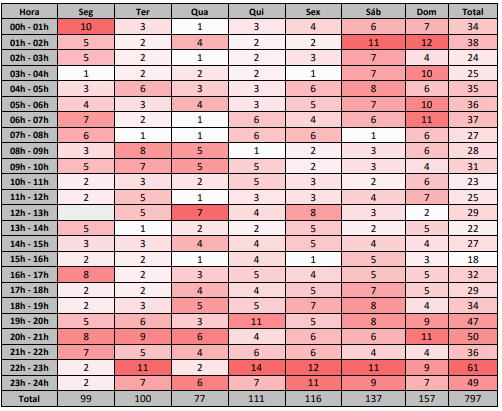 Hora Seg Ter Qua Qui Sex Sáb Dom Total
00h - 01h 10 3 1 3 4 6 7 34
01h - 02h 5 2 4 2 2 11 12 38
02h - 03h 5 2 1 2 3 7 4 24
03h - 04h 1 2 2 2 1 7 10 25
04h - 05h 3 6 3 3 6 8 6 35
05h - 06h 4 3 4 3 5 7 10 36
06h - 07h 7 2 1 6 4 6 11 37
07h - 08h 6 1 1 6 6 1 6 27
08h - 09h 3 8 5 1 2 3 6 28
09h - 10h 5 7 5 5 2 3 4 31
10h - 11h 2 3 2 5 3 2 6 23
11h - 12h 2 5 1 3 3 4 7 25
12h - 13h 5 7 4 8 3 2 29
13h - 14h 5 1 2 2 5 2 5 22
14h - 15h 3 3 4 4 5 4 4 27
15h - 16h 2 2 1 4 1 5 3 18
16h - 17h 8 2 3 5 4 5 5 32
17h - 18h 2 2 4 4 5 7 5 29
18h - 19h 2 3 5 5 7 8 4 34
19h - 20h 5 6 3 11 5 8 9 47
20h - 21h 8 9 6 4 6 6 11 50
21h - 22h 7 5 4 6 6 4 4 36
22h - 23h 2 11 2 14 12 11 9 61
23h - 24h 2 7 6 7 11 9 7 49
Total 99 100 77 111 116 137 157 797